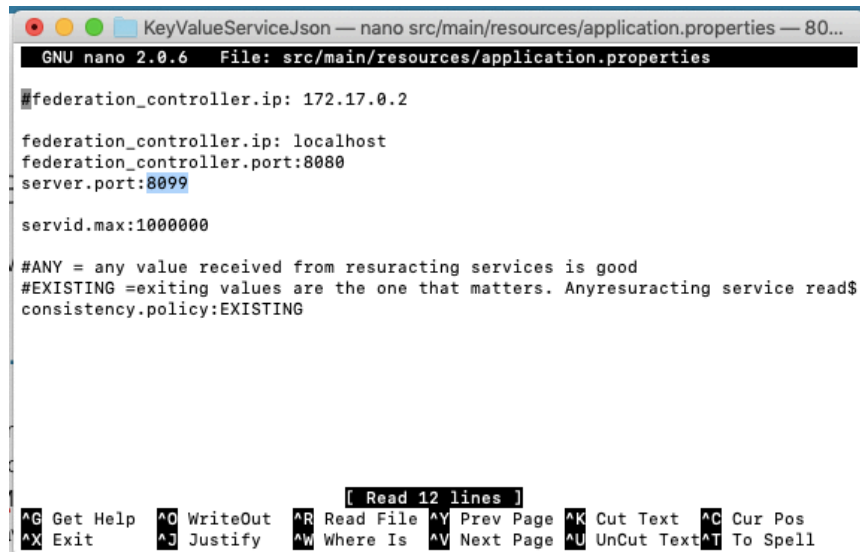 KeyValueServiceJson — nano src/main/resources/application.properties — 80...
GNU nano 2.0.6 File: src/main/resources/application.properties
#federation_controller.ip: 172.17.0.2
federation_controller.ip: localhost
federation_controller.port:8080
server.port:8099
servid.max:1000000
#ANY = any value received from resuracting services is good
#EXISTING =exiting values are the one that matters. Anyresuracting service read$
consistency.policy:EXISTING
[ Read 12 lines ]
^G Get Help ^O WriteOut ^R Read File ^Y Prev Page ^K Cut Text ^C Cur Pos
^X Exit ^J Justify ^W Where Is ^V Next Page ^U UnCut Text ^T To Spell